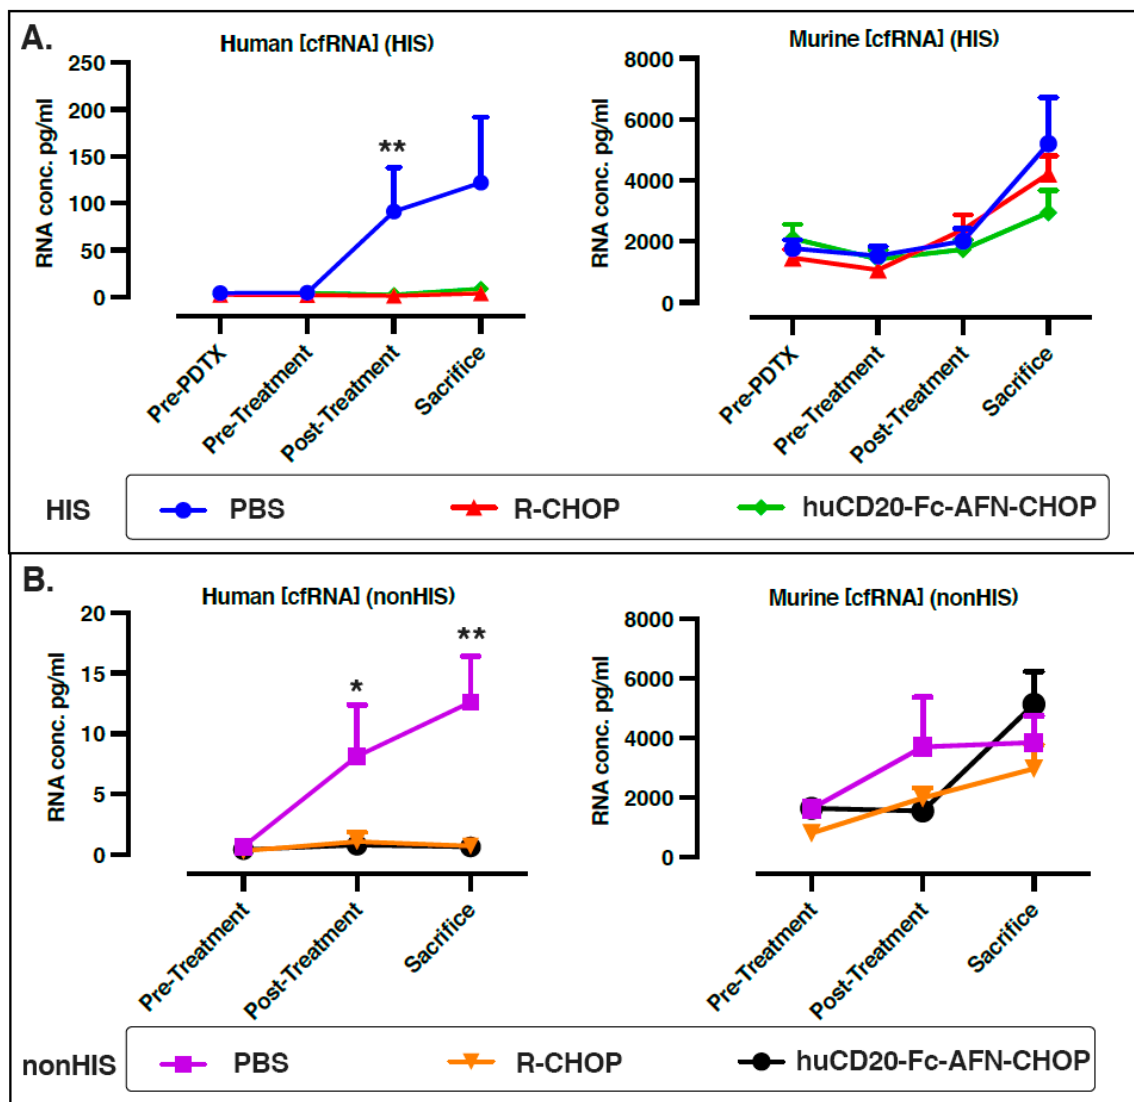 A.
Human [cfRNA] (HIS)
RNA conc. pg/ml
250
200
150
100
50
0
**
Pre-PDTX
Pre-Treatment
Post-Treatment
Sacrifice
Murine [cfRNA] (HIS)
RNA conc. pg/ml
8000
6000
4000
2000
0
Pre-PDTX
Pre-Treatment
Post-Treatment
Sacrifice
HIS
PBS
R-CHOP
huCD20-Fc-AFN-CHOP
B.
Human [cfRNA] (nonHIS)
RNA conc. pg/ml
20
15
10
5
0
*
**
Pre-Treatment
Post-Treatment
Sacrifice
Murine [cfRNA] (nonHIS)
RNA conc. pg/ml
8000
6000
4000
2000
0
Pre-Treatment
Post-Treatment
Sacrifice
nonHIS
PBS
R-CHOP
huCD20-Fc-AFN-CHOP